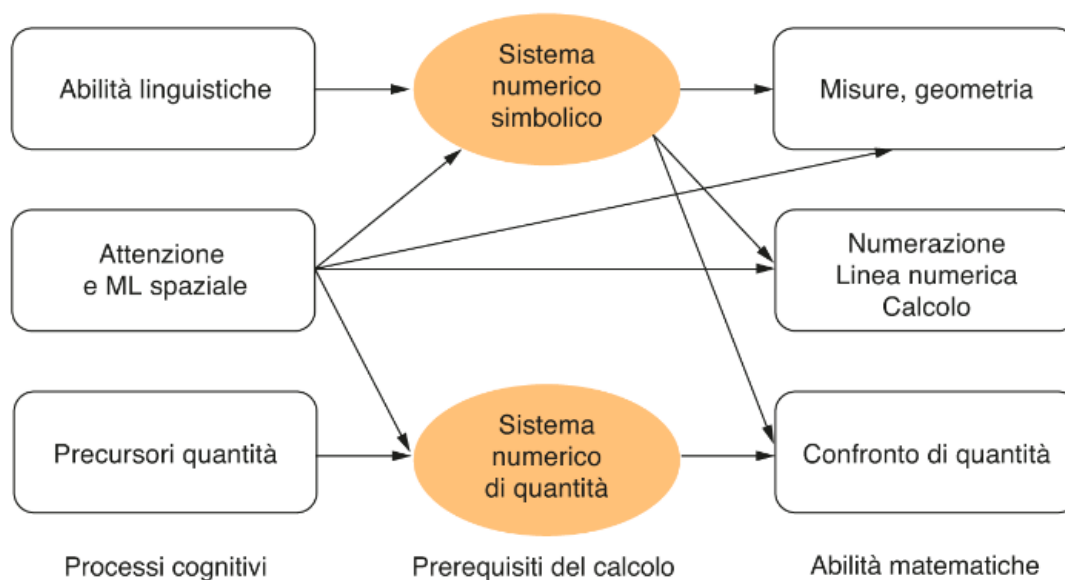 Abilità linguistiche
Sistema
numerico
simbolico
Misure, geometria
Attenzione
e ML spaziale
Numerazione
Linea numerica
Calcolo
Precursori quantità
Sistema
numerico
di quantità
Confronto di quantità
Processi cognitivi
Prerequisiti del calcolo
Abilità matematiche